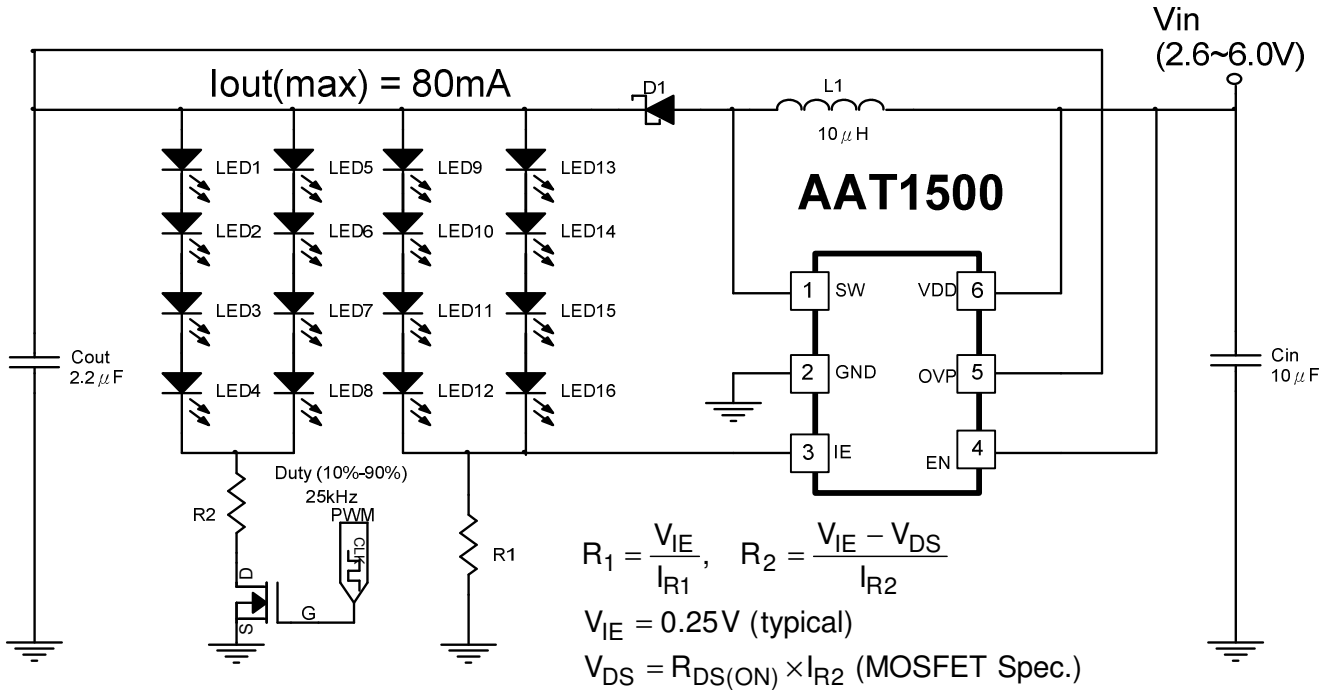 Vin
(2.6~6.0V)
Iout(max) = 80mA
D1
L1
10μH
LED1
LED5
LED9
LED13
AAT1500
LED2
LED6
LED10
LED14
1
SW
VDD
6
LED3
LED7
LED11
LED15
Cout
2.2μF
2
GND
OVP
5
Cin
10μF
LED4
LED8
LED12
LED16
3
IE
EN
4
Duty (10%-90%)
25kHz
PWM
CLK
R2
R1
D
G
S
R1 = VIE / IR1, R2 = VIE − VDS / IR2
VIE = 0.25V (typical)
VDS = RDS(ON) × IR2 (MOSFET Spec.)